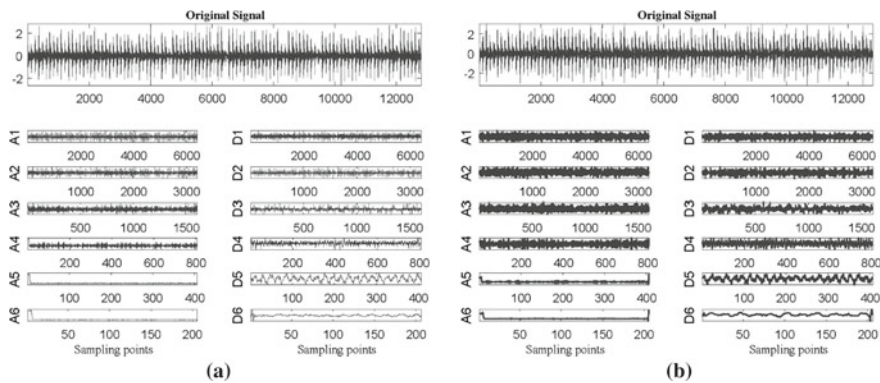 Original Signal
2
0
-2
2000 4000 6000 8000 10000 12000
A1
2000 4000 6000
A2
1000 2000 3000
A3
500 1000 1500
A4
200 400 600 800
A5
100 200 300 400
A6
50 100 150 200
Sampling points
D1
2000 4000 6000
D2
1000 2000 3000
D3
500 1000 1500
D4
200 400 600 800
D5
100 200 300 400
D6
50 100 150 200
Sampling points
(a)
Original Signal
2
0
-2
2000 4000 6000 8000 10000 12000
A1
2000 4000 6000
A2
1000 2000 3000
A3
500 1000 1500
A4
200 400 600 800
A5
100 200 300 400
A6
50 100 150 200
Sampling points
D1
2000 4000 6000
D2
1000 2000 3000
D3
500 1000 1500
D4
200 400 600 800
D5
100 200 300 400
D6
50 100 150 200
Sampling points
(b)